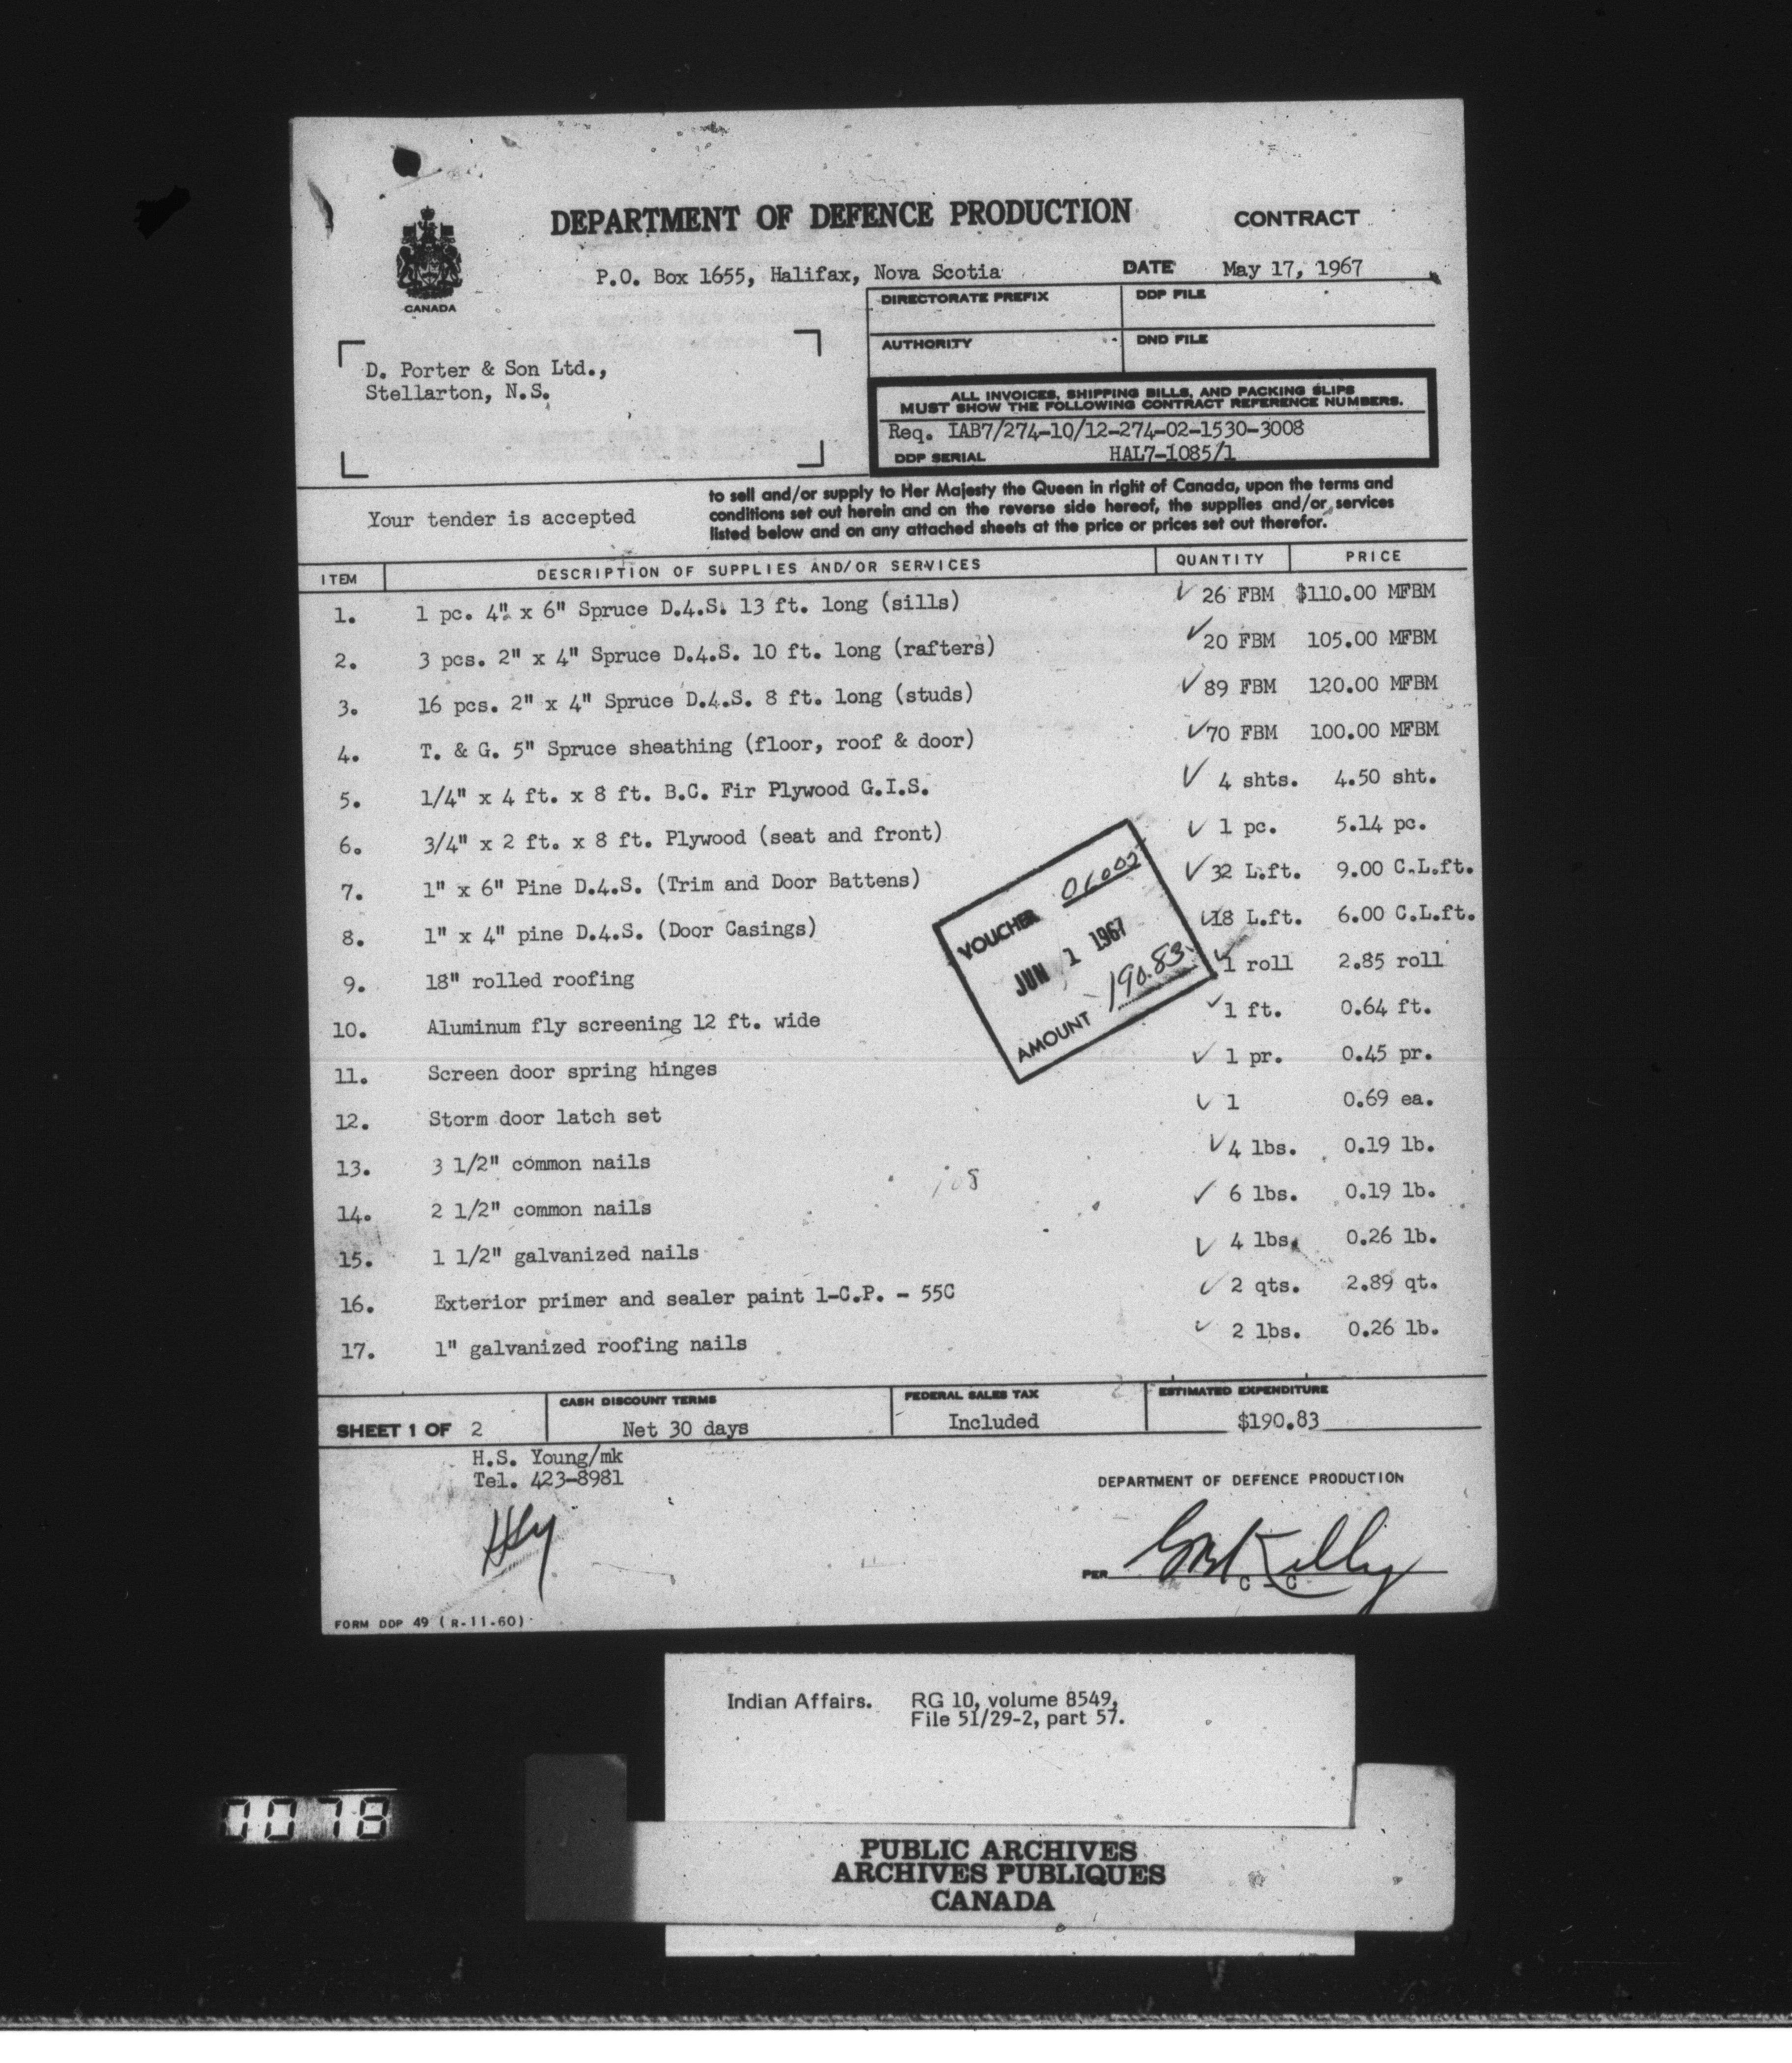 DEPARTMENT OF DEFENCE PRODUCTION
CONTRACT
P.O. Box 1655, Halifax, Nova Scotia
DATE May 17, 1967
CANADA
DIRECTORATE PREFIX
DDP FILE
AUTHORITY
DND FILE
D. Porter & Son Ltd.,
Stellarton, N.S.
ALL INVOICES, SHIPPING BILLS, AND PACKING SLIPS
MUST SHOW THE FOLLOWING CONTRACT REFERENCE NUMBERS.
Req. IAB7/274-10/12-274-02-1530-3008
DDP SERIAL HAL7-1085/1
Your tender is accepted
to sell and/or supply to Her Majesty the Queen in right of Canada, upon the terms and
conditions set out herein and on the reverse side hereof, the supplies and/or services
listed below and on any attached sheets at the price or prices set out therefor.
ITEM DESCRIPTION OF SUPPLIES AND/OR SERVICES QUANTITY PRICE
1. 1 pc. 4" x 6" Spruce D.4.S. 13 ft. long (sills) ✓ 26 FBM $110.00 MFBM
2. 3 pcs. 2" x 4" Spruce D.4.S. 10 ft. long (rafters) ✓ 20 FBM 105.00 MFBM
3. 16 pcs. 2" x 4" Spruce D.4.S. 8 ft. long (studs) ✓ 89 FBM 120.00 MFBM
4. T. & G. 5" Spruce sheathing (floor, roof & door) ✓ 70 FBM 100.00 MFBM
5. 1/4" x 4 ft. x 8 ft. B.C. Fir Plywood G.I.S. ✓ 4 shts. 4.50 sht.
6. 3/4" x 2 ft. x 8 ft. Plywood (seat and front) ✓ 1 pc. 5.14 pc.
7. 1" x 6" Pine D.4.S. (Trim and Door Battens) ✓ 32 L.ft. 9.00 C.L.ft.
8. 1" x 4" pine D.4.S. (Door Casings) ✓ 18 L.ft. 6.00 C.L.ft.
9. 18" rolled roofing ✓ 1 roll 2.85 roll
10. Aluminum fly screening 12 ft. wide ✓ 1 ft. 0.64 ft.
11. Screen door spring hinges ✓ 1 pr. 0.45 pr.
12. Storm door latch set ✓ 1 0.69 ea.
13. 3 1/2" common nails ✓ 4 lbs. 0.19 lb.
14. 2 1/2" common nails ✓ 6 lbs. 0.19 lb.
15. 1 1/2" galvanized nails ✓ 4 lbs. 0.26 lb.
16. Exterior primer and sealer paint 1-C.P. - 55C ✓ 2 qts. 2.89 qt.
17. 1" galvanized roofing nails ✓ 2 lbs. 0.26 lb.
VOUCHER 06002
JUN 1 1967
AMOUNT 190.83
SHEET 1 OF 2
CASH DISCOUNT TERMS
Net 30 days
FEDERAL SALES TAX
Included
ESTIMATED EXPENDITURE
$190.83
H.S. Young/mk
Tel. 423-8981
HSY
DEPARTMENT OF DEFENCE PRODUCTION
PER
C - C
FORM DDP 49 (R-11-60)
Indian Affairs. RG 10, volume 8549,
File 51/29-2, part 57.
0078
PUBLIC ARCHIVES
ARCHIVES PUBLIQUES
CANADA